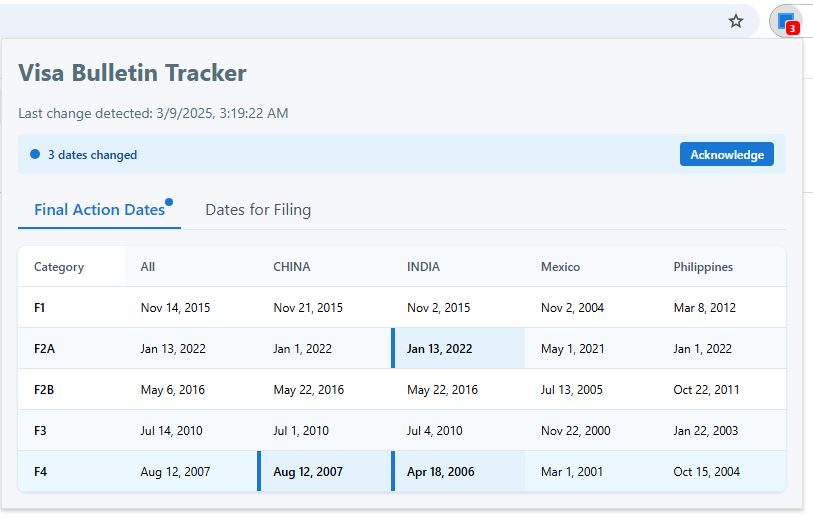 3
Visa Bulletin Tracker
Last change detected: 3/9/2025, 3:19:22 AM
3 dates changed
Acknowledge
Final Action Dates Dates for Filing
Category All CHINA INDIA Mexico Philippines
F1 Nov 14, 2015 Nov 21, 2015 Nov 2, 2015 Nov 2, 2004 Mar 8, 2012
F2A Jan 13, 2022 Jan 1, 2022 Jan 13, 2022 May 1, 2021 Jan 1, 2022
F2B May 6, 2016 May 22, 2016 May 22, 2016 Jul 13, 2005 Oct 22, 2011
F3 Jul 14, 2010 Jul 1, 2010 Jul 4, 2010 Nov 22, 2000 Jan 22, 2003
F4 Aug 12, 2007 Aug 12, 2007 Apr 18, 2006 Mar 1, 2001 Oct 15, 2004